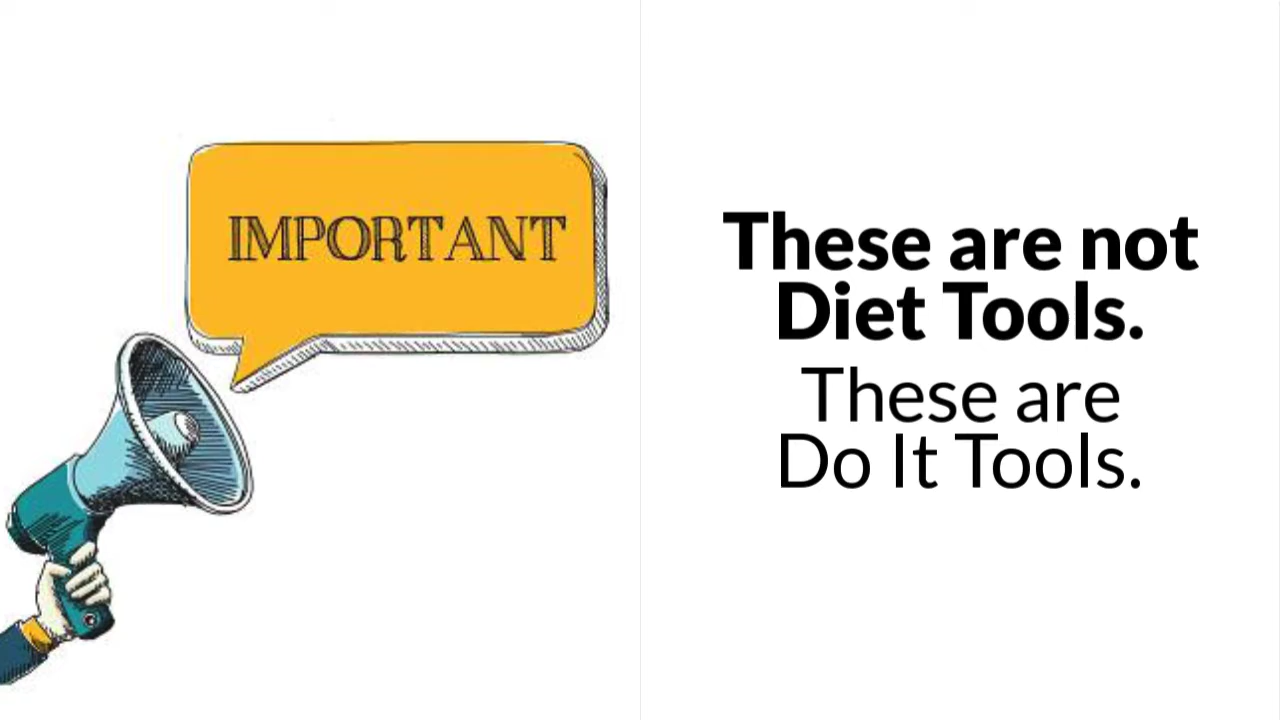 IMPORTANT
These are not
Diet Tools.
These are
Do It Tools.